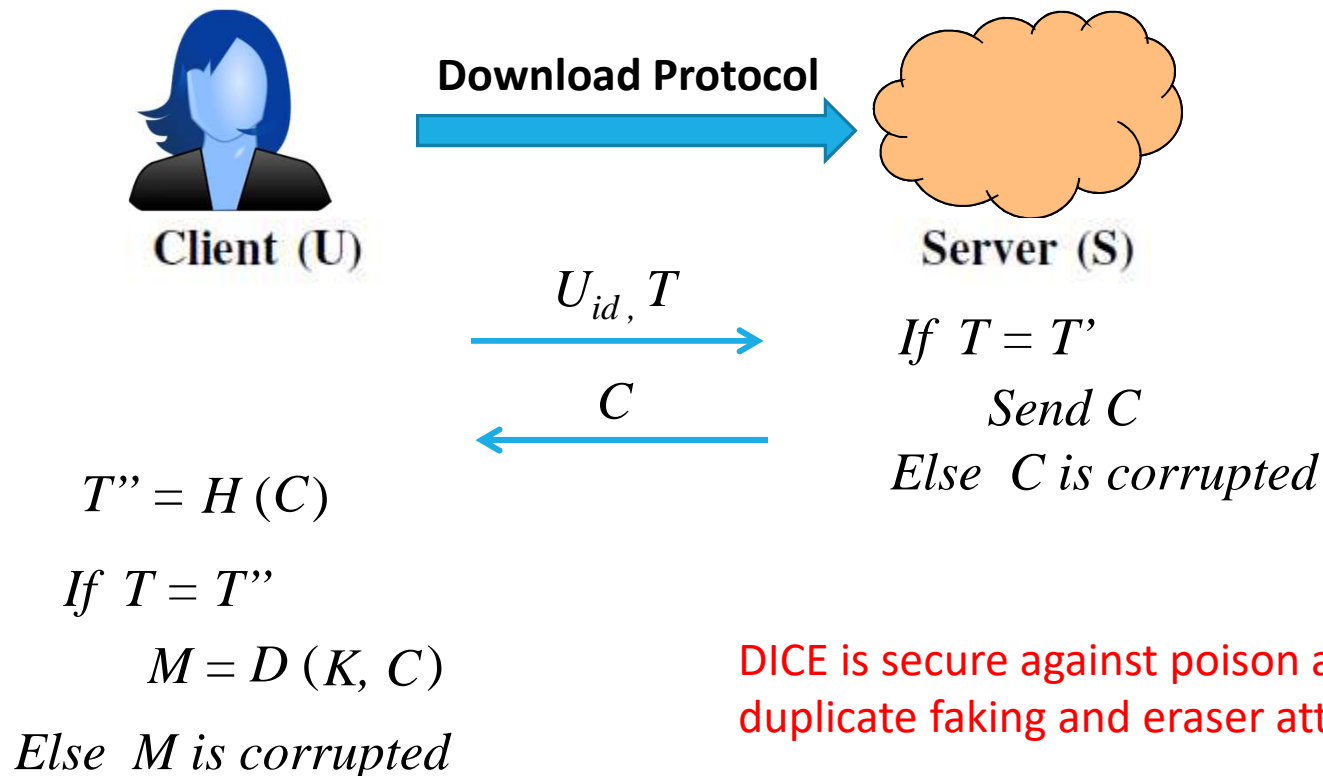 Download Protocol
Client (U)
Server (S)
U_id , T
If T = T’
C
Send C
Else C is corrupted
T’’ = H (C)
If T = T’’
M = D (K, C)
Else M is corrupted
DICE is secure against poison
duplicate faking and eraser